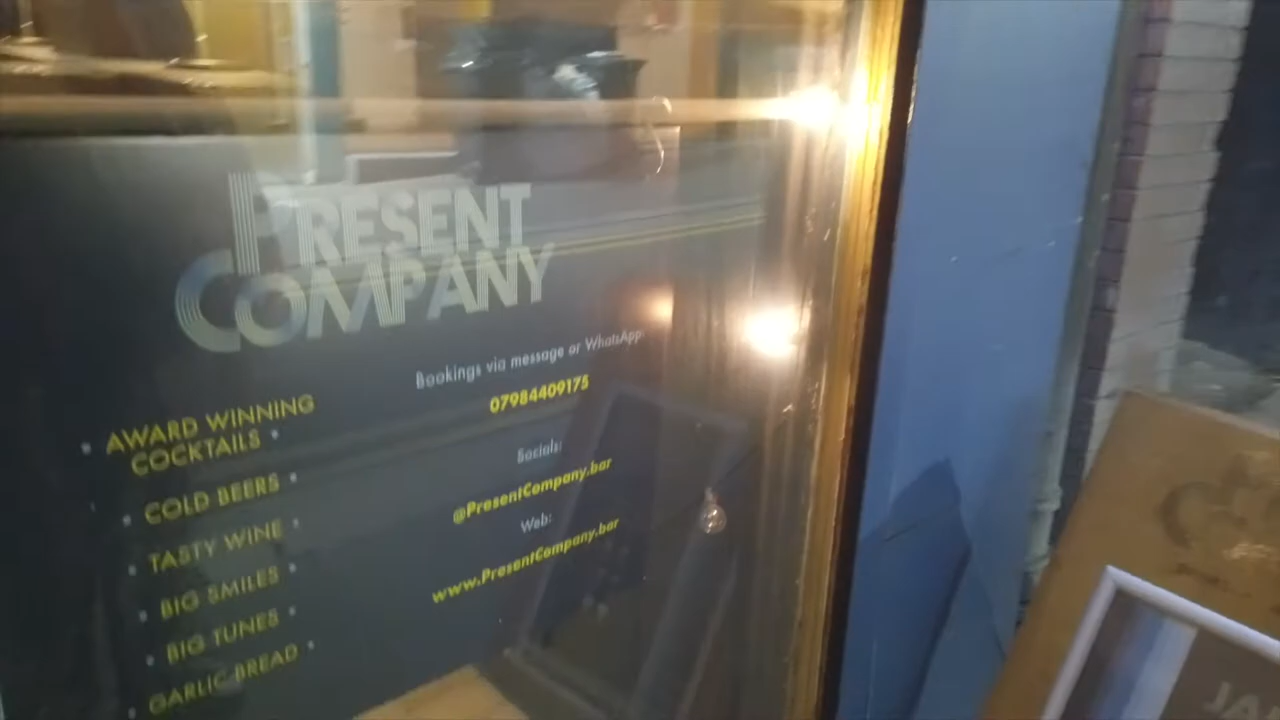 PRESENT
COMPANY
Bookings via message or WhatsApp:
07984409175
Socials:
@PresentCompany.bar
Web:
www.PresentCompany.bar
• AWARD WINNING
COCKTAILS •
• COLD BEERS •
• TASTY WINE •
• BIG SMILES •
• BIG TUNES •
• GARLIC BREAD •